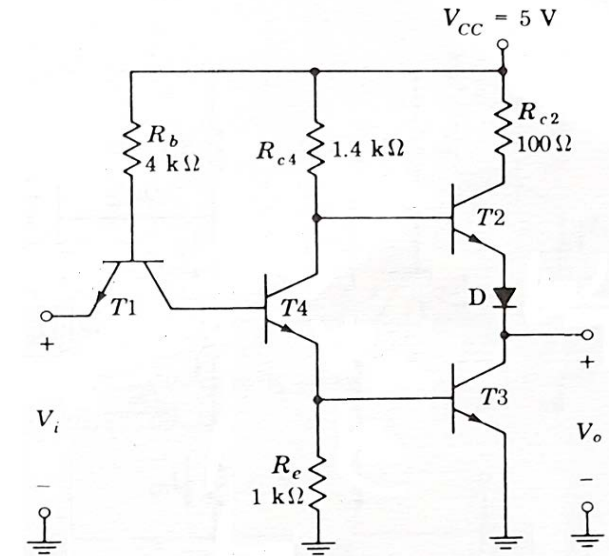 V_CC = 5 V
R_b
4 kΩ
R_c4
1.4 kΩ
R_c2
100 Ω
T2
D
T1
T4
T3
+
+
V_i
V_o
R_e
1 kΩ
−
−